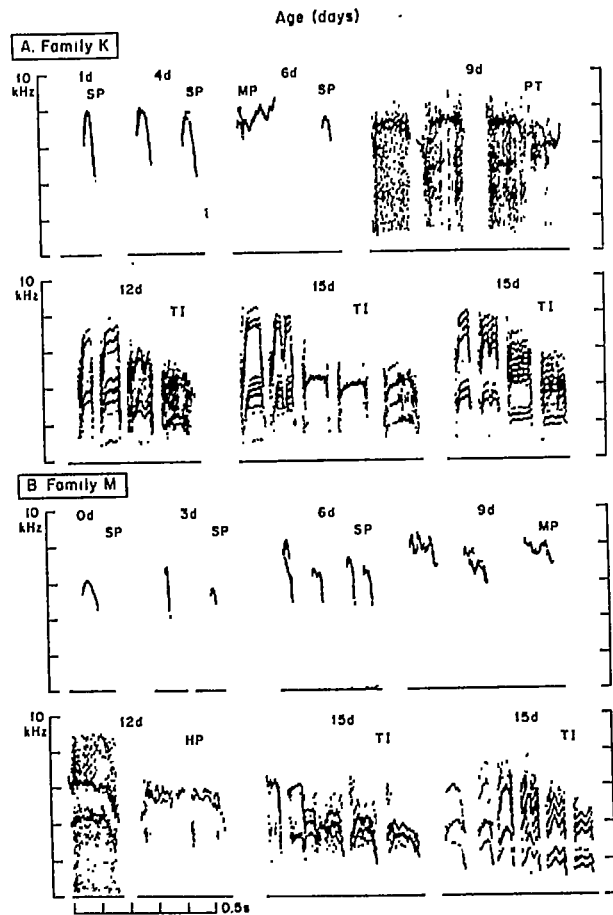 Age (days)
A. Family K
10 kHz
1d SP
4d SP
6d MP SP
9d PT
10 kHz
12d TI
15d TI
15d TI
B Family M
10 kHz
0d SP
3d SP
6d SP
9d MP
10 kHz
12d HP
15d TI
15d TI
0.5s